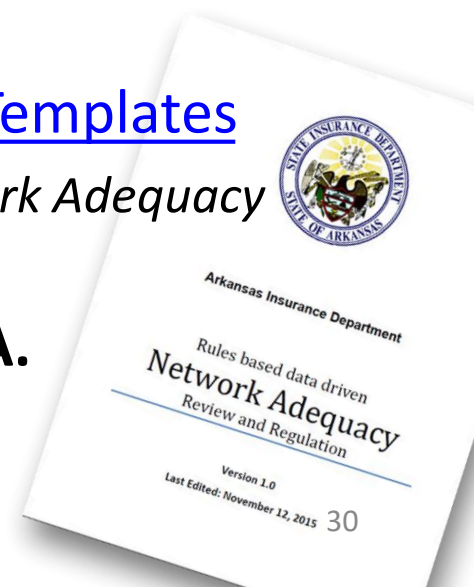 Templates
rk Adequacy
A.
STATE INSURANCE DEPARTMENT
STATE OF ARKANSAS
Arkansas Insurance Department
Rules based data driven
Network Adequacy
Review and Regulation
Version 1.0
Last Edited: November 12, 2015
30